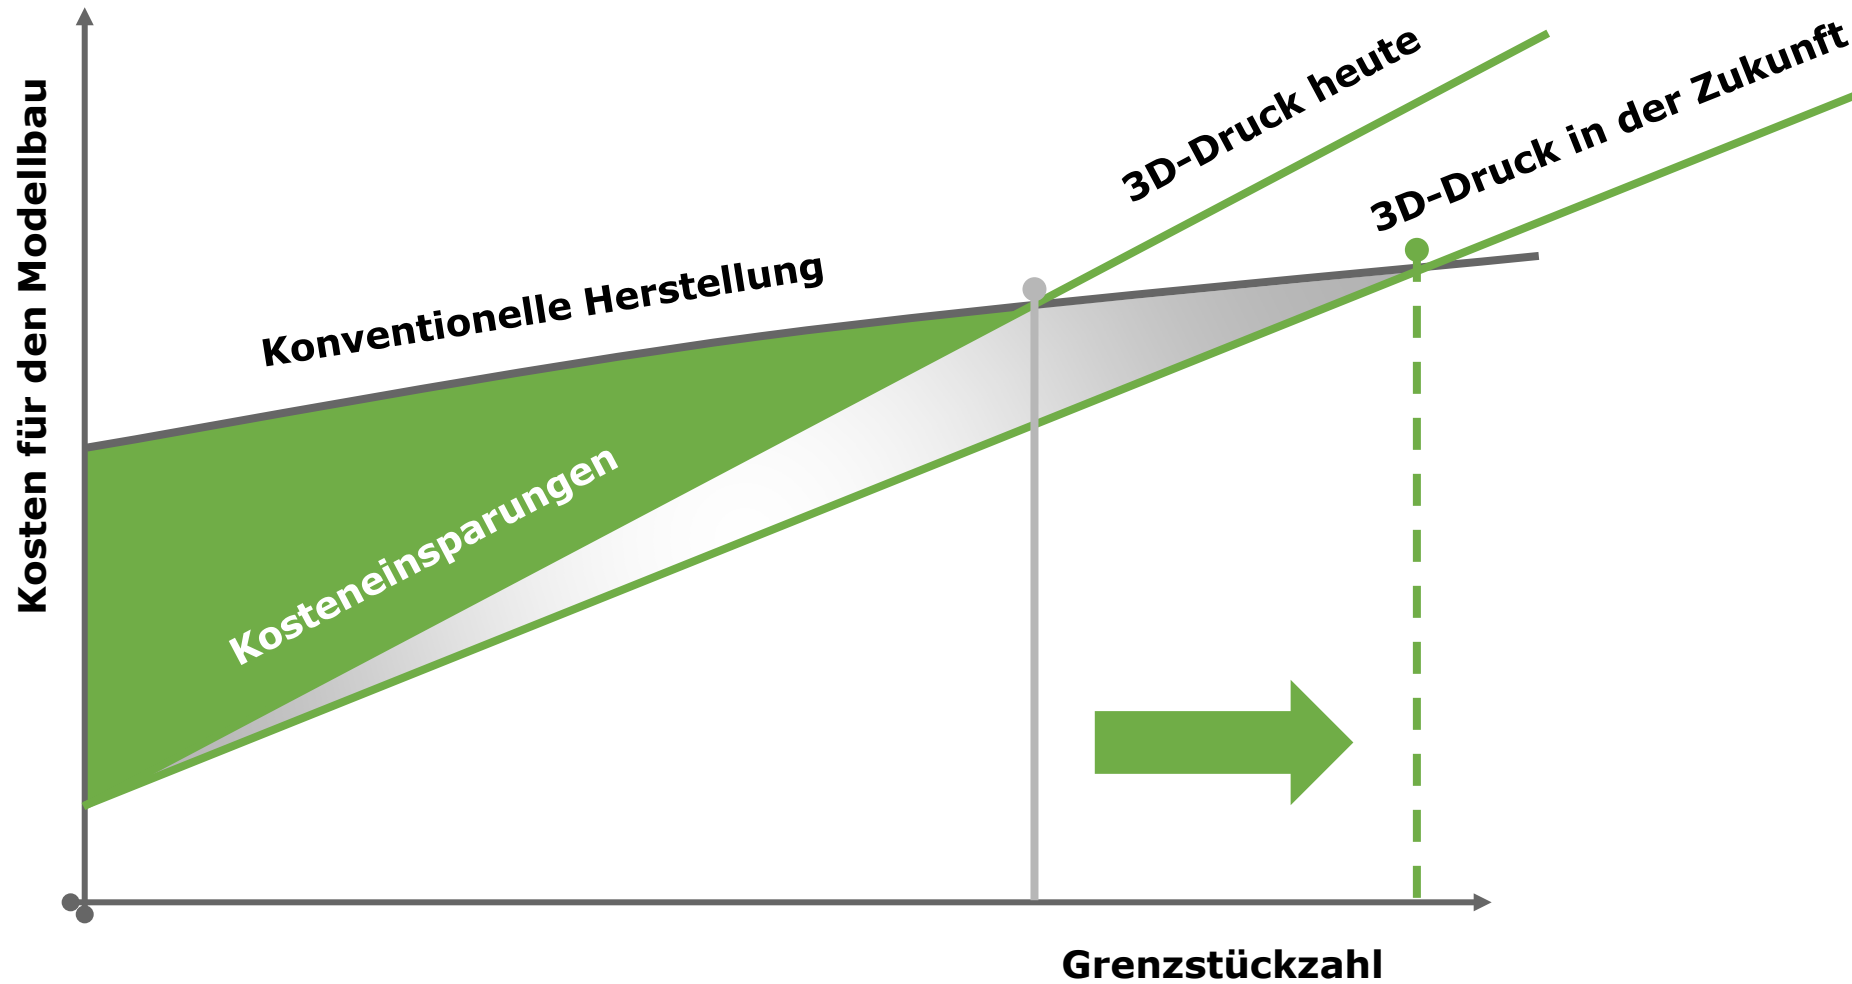 3D-Druck heute
3D-Druck in der Zukunft
Konventionelle Herstellung
Kosteneinsparungen
Kosten für den Modellbau
Grenzstückzahl